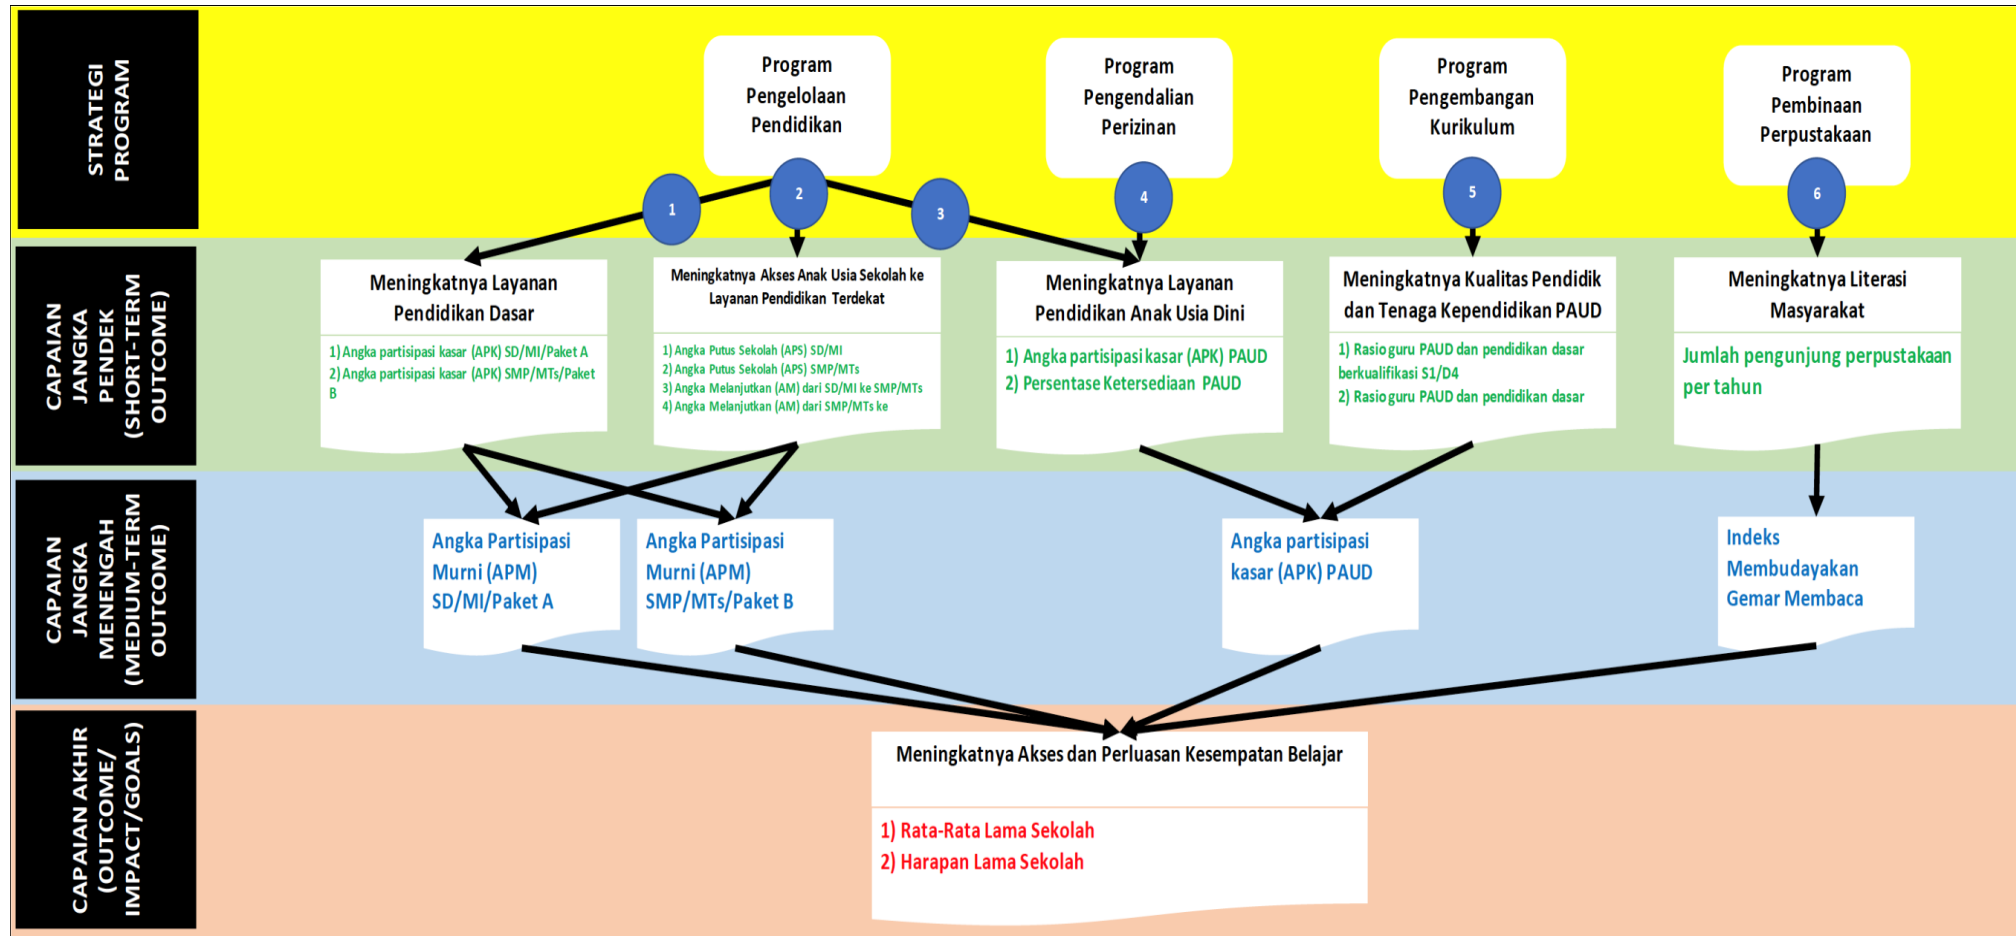 STRATEGI
PROGRAM
Program
Pengelolaan
Pendidikan
Program
Pengendalian
Perizinan
Program
Pengembangan
Kurikulum
Program
Pembinaan
Perpustakaan
1
2
3
4
5
6
CAPAIAN
JANGKA
PENDEK
(SHORT-TERM
OUTCOME)
Meningkatnya Layanan
Pendidikan Dasar
1) Angka partisipasi kasar (APK) SD/MI/Paket A
2) Angka partisipasi kasar (APK) SMP/MTs/Paket
B
Meningkatnya Akses Anak Usia Sekolah ke
Layanan Pendidikan Terdekat
1) Angka Putus Sekolah (APS) SD/MI
2) Angka Putus Sekolah (APS) SMP/MTs
3) Angka Melanjutkan (AM) dari SD/MI ke SMP/MTs
4) Angka Melanjutkan (AM) dari SMP/MTs ke
Meningkatnya Layanan
Pendidikan Anak Usia Dini
1) Angka partisipasi kasar (APK) PAUD
2) Persentase Ketersediaan PAUD
Meningkatnya Kualitas Pendidik
dan Tenaga Kependidikan PAUD
1) Rasio guru PAUD dan pendidikan dasar
berkualifikasi S1/D4
2) Rasio guru PAUD dan pendidikan dasar
Meningkatnya Literasi
Masyarakat
Jumlah pengunjung perpustakaan
per tahun
CAPAIAN
JANGKA
MENENGAH
(MEDIUM-TERM
OUTCOME)
Angka Partisipasi
Murni (APM)
SD/MI/Paket A
Angka Partisipasi
Murni (APM)
SMP/MTs/Paket B
Angka partisipasi
kasar (APK) PAUD
Indeks
Membudayakan
Gemar Membaca
CAPAIAN AKHIR
(OUTCOME/
IMPACT/GOALS)
Meningkatnya Akses dan Perluasan Kesempatan Belajar
1) Rata-Rata Lama Sekolah
2) Harapan Lama Sekolah